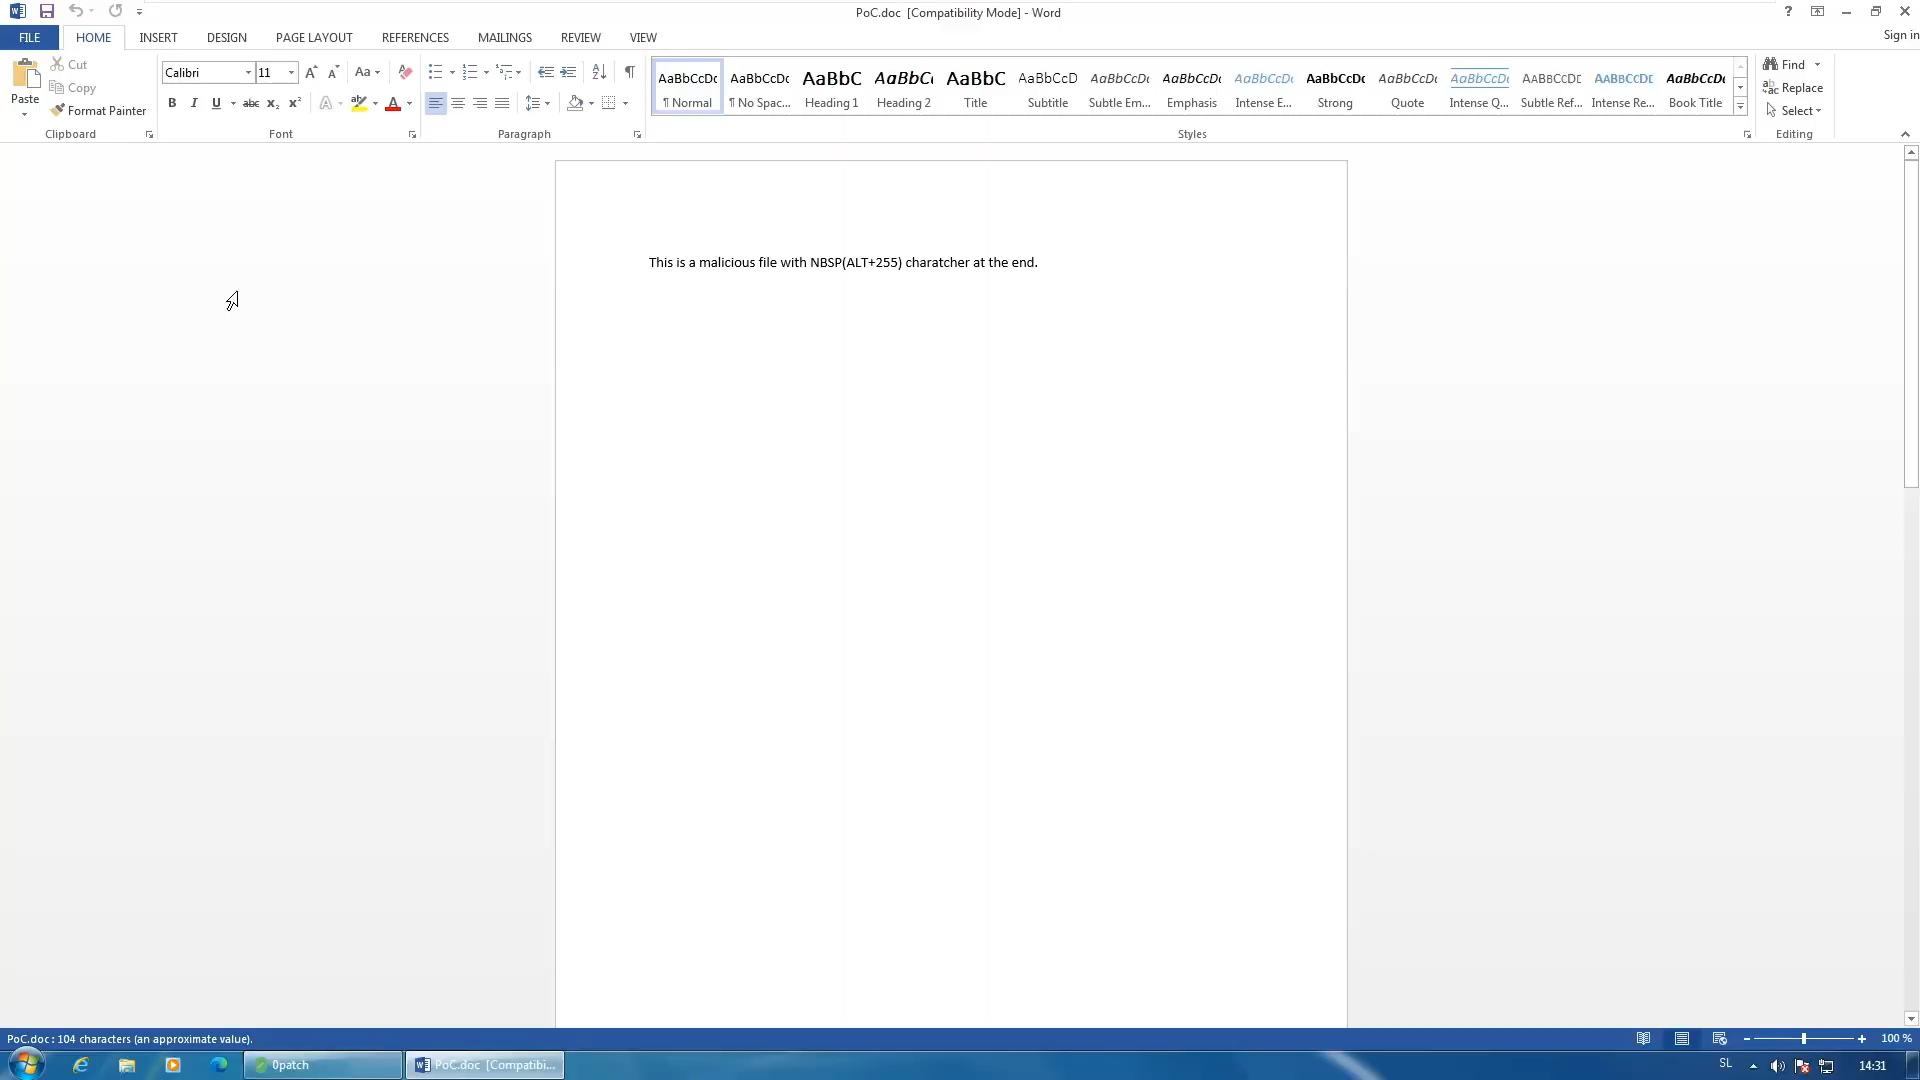 PoC.doc [Compatibility Mode] - Word
?
FILE HOME INSERT DESIGN PAGE LAYOUT REFERENCES MAILINGS REVIEW VIEW
Sign in
Paste
Cut
Copy
Format Painter
Clipboard
Calibri 11
Aa
B I U abc x₂ x² A ab A
Font
Paragraph
AaBbCcDc AaBbCcDc AaBbC AaBbCc AaBbC AaBbCcD AaBbCcDc AaBbCcDc AaBbCcDc AaBbCcDc AaBbCcDc AaBbCcDc AABBCCDE AABBCCDE AaBbCcDc
¶ Normal ¶ No Spac... Heading 1 Heading 2 Title Subtitle Subtle Em... Emphasis Intense E... Strong Quote Intense Q... Subtle Ref... Intense Re... Book Title
Styles
Find
Replace
Select
Editing
This is a malicious file with NBSP(ALT+255) charatcher at the end.
PoC.doc : 104 characters (an approximate value).
100 %
0patch
PoC.doc [Compatibi...
SL
14:31